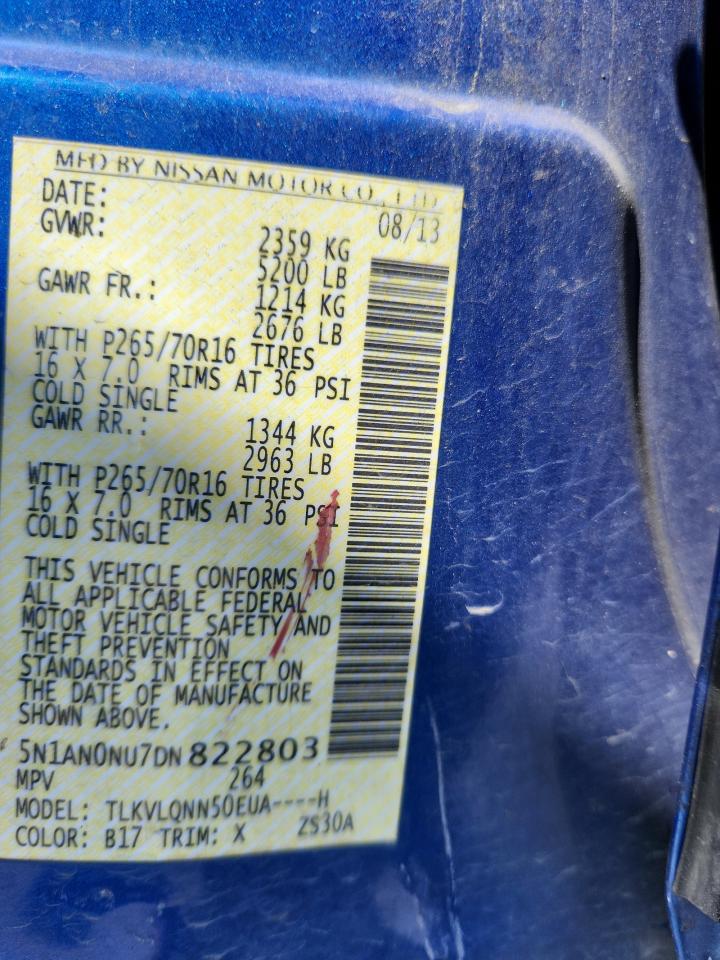 MFD BY NISSAN MOTOR CO., LTD.
DATE: 08/13
GVWR: 2359 KG
5200 LB
GAWR FR.: 1214 KG
2676 LB
WITH P265/70R16 TIRES
16 X 7.0 RIMS AT 36 PSI
COLD SINGLE
GAWR RR.: 1344 KG
2963 LB
WITH P265/70R16 TIRES
16 X 7.0 RIMS AT 36 PSI
COLD SINGLE
THIS VEHICLE CONFORMS TO
ALL APPLICABLE FEDERAL
MOTOR VEHICLE SAFETY AND
THEFT PREVENTION
STANDARDS IN EFFECT ON
THE DATE OF MANUFACTURE
SHOWN ABOVE.
5N1AN0NU7DN822803
MPV 264
MODEL: TLKVLQNN50EUA----H
COLOR: B17 TRIM: X ZS30A